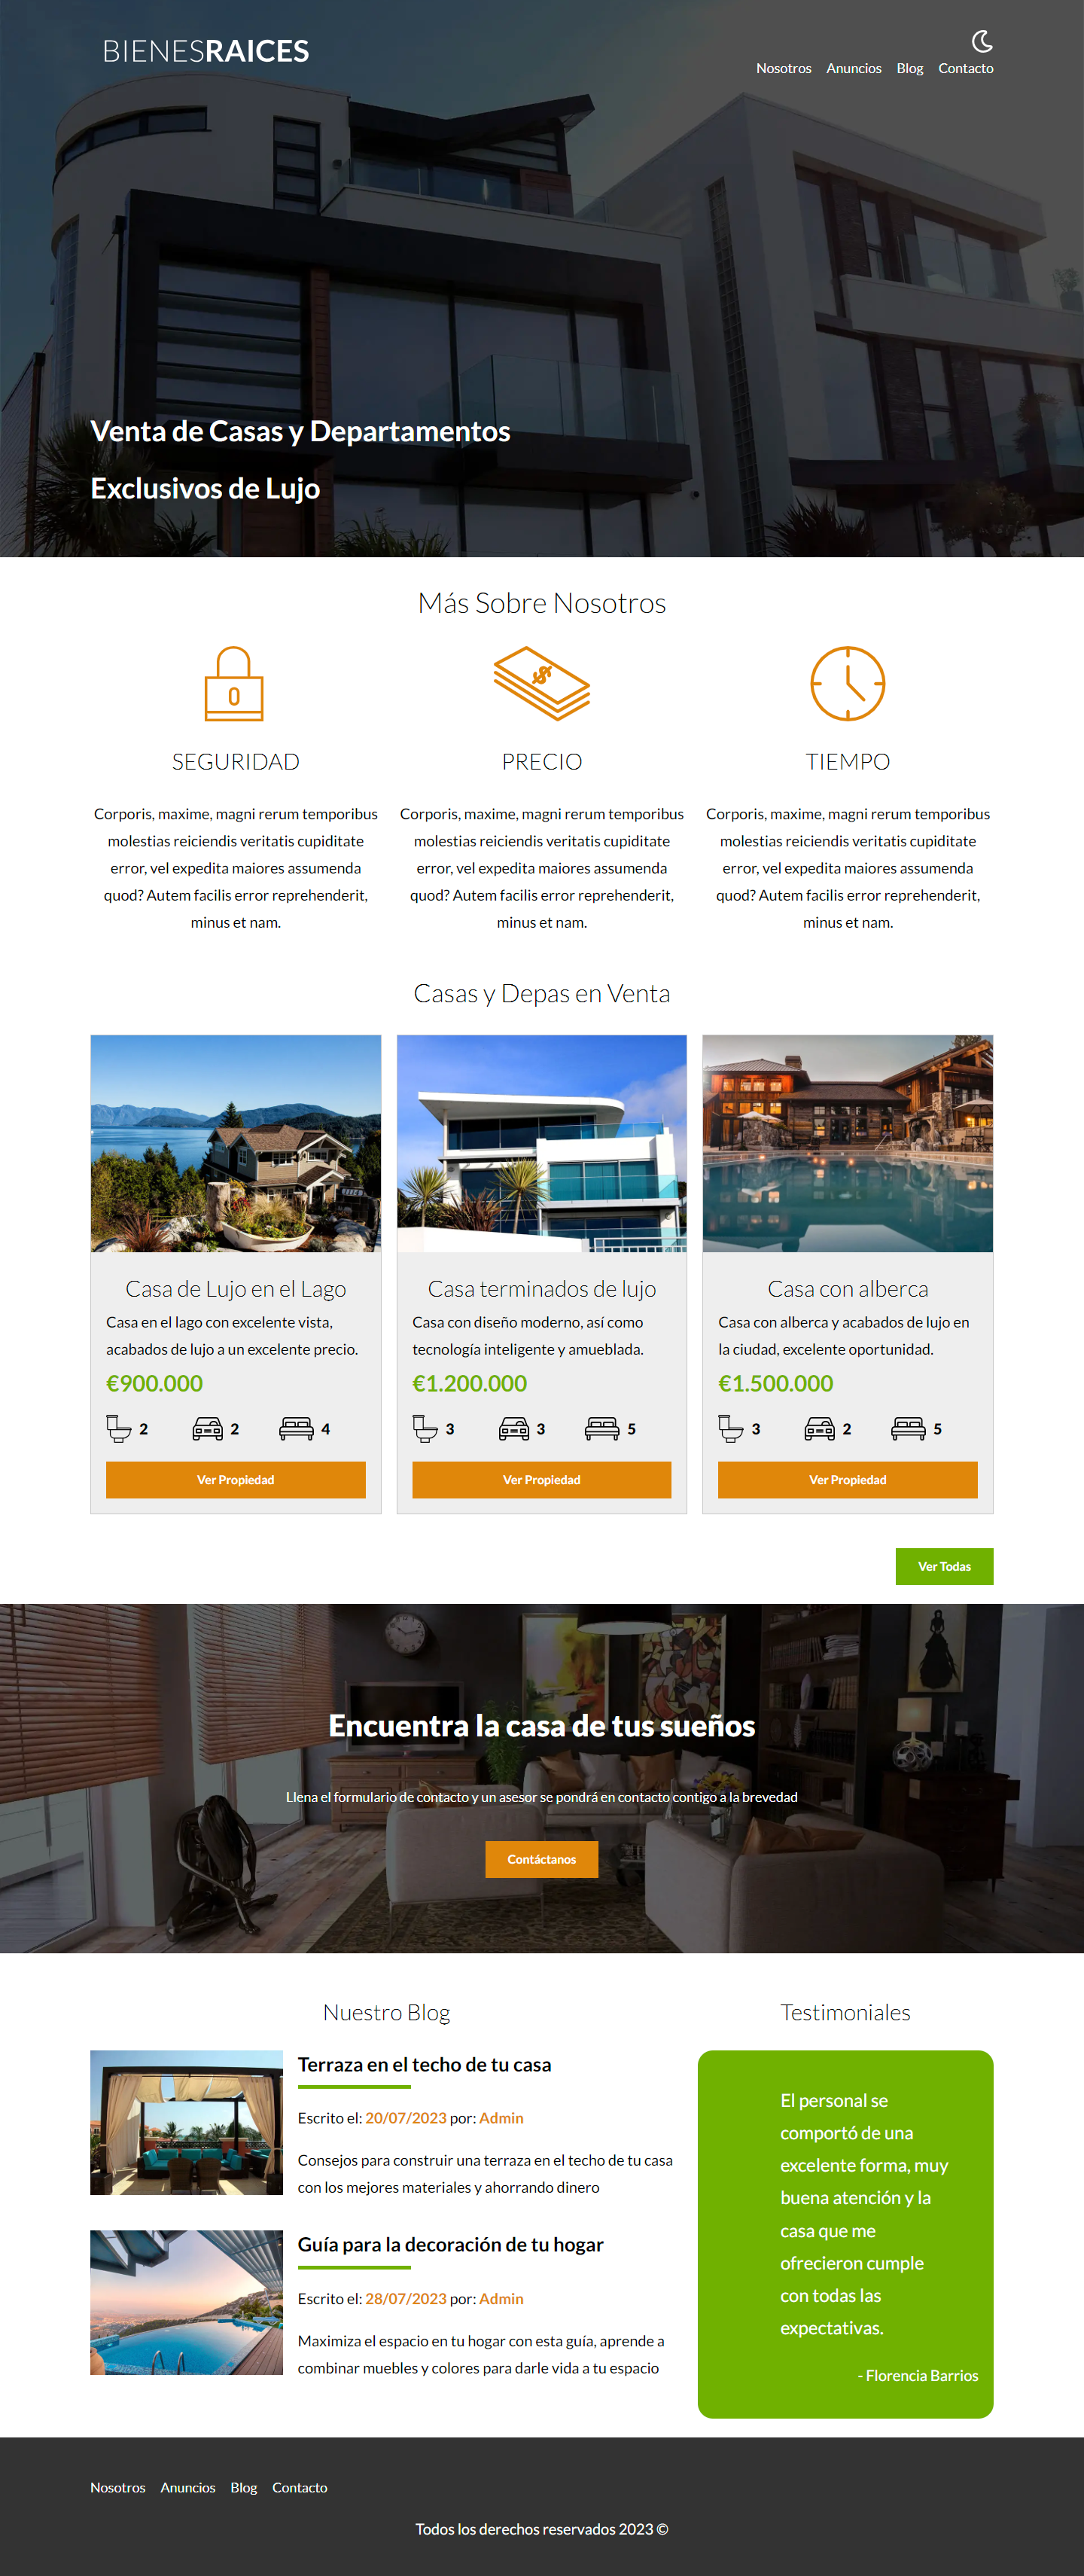 BIENESRAICES
Nosotros Anuncios Blog Contacto
Venta de Casas y Departamentos
Exclusivos de Lujo
Más Sobre Nosotros
SEGURIDAD
Corporis, maxime, magni rerum temporibus
molestias reiciendis veritatis cupiditate
error, vel expedita maiores assumenda
quod? Autem facilis error reprehenderit,
minus et nam.
PRECIO
Corporis, maxime, magni rerum temporibus
molestias reiciendis veritatis cupiditate
error, vel expedita maiores assumenda
quod? Autem facilis error reprehenderit,
minus et nam.
TIEMPO
Corporis, maxime, magni rerum temporibus
molestias reiciendis veritatis cupiditate
error, vel expedita maiores assumenda
quod? Autem facilis error reprehenderit,
minus et nam.
Casas y Depas en Venta
Casa de Lujo en el Lago
Casa en el lago con excelente vista,
acabados de lujo a un excelente precio.
€900.000
2 2 4
Ver Propiedad
Casa terminados de lujo
Casa con diseño moderno, así como
tecnología inteligente y amueblada.
€1.200.000
3 3 5
Ver Propiedad
Casa con alberca
Casa con alberca y acabados de lujo en
la ciudad, excelente oportunidad.
€1.500.000
3 2 5
Ver Propiedad
Ver Todas
Encuentra la casa de tus sueños
Llena el formulario de contacto y un asesor se pondrá en contacto contigo a la brevedad
Contáctanos
Nuestro Blog
Terraza en el techo de tu casa
Escrito el: 20/07/2023 por: Admin
Consejos para construir una terraza en el techo de tu casa
con los mejores materiales y ahorrando dinero
Guía para la decoración de tu hogar
Escrito el: 28/07/2023 por: Admin
Maximiza el espacio en tu hogar con esta guía, aprende a
combinar muebles y colores para darle vida a tu espacio
Testimoniales
El personal se
comportó de una
excelente forma, muy
buena atención y la
casa que me
ofrecieron cumple
con todas las
expectativas.
- Florencia Barrios
Nosotros Anuncios Blog Contacto
Todos los derechos reservados 2023 ©